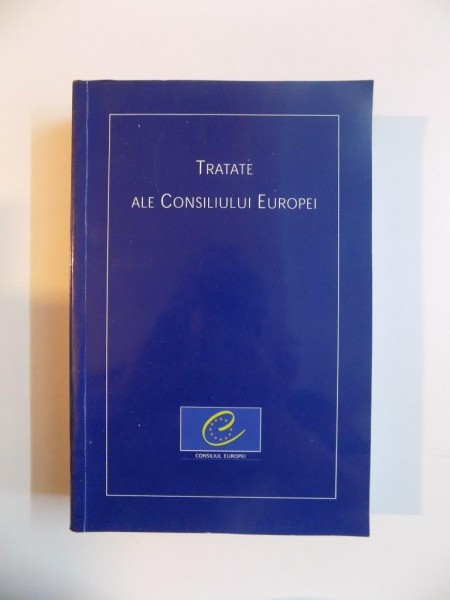 TRATATE
ALE CONSILIULUI EUROPEI
CONSILIUL EUROPEI